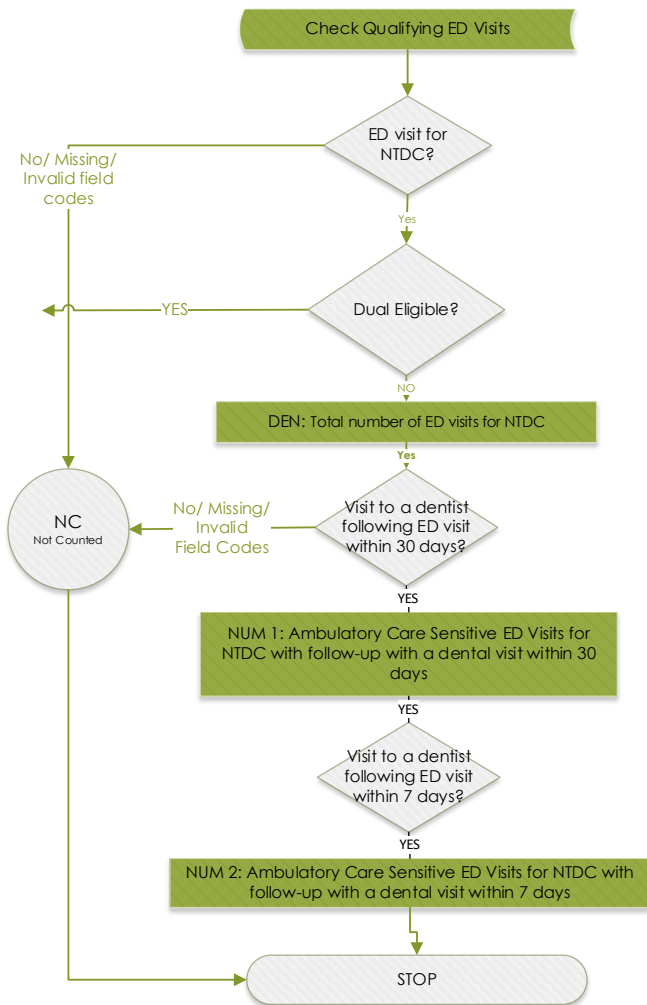 Check Qualifying ED Visits
ED visit for
NTDC?
No/ Missing/
Invalid field
codes
Yes
Dual Eligible?
YES
NO
DEN: Total number of ED visits for NTDC
Yes
Visit to a dentist
following ED visit
within 30 days?
No/ Missing/
Invalid
Field Codes
NC
Not Counted
YES
NUM 1: Ambulatory Care Sensitive ED Visits for
NTDC with follow-up with a dental visit within 30
days
YES
Visit to a dentist
following ED visit
within 7 days?
YES
NUM 2: Ambulatory Care Sensitive ED Visits for NTDC with
follow-up with a dental visit within 7 days
STOP